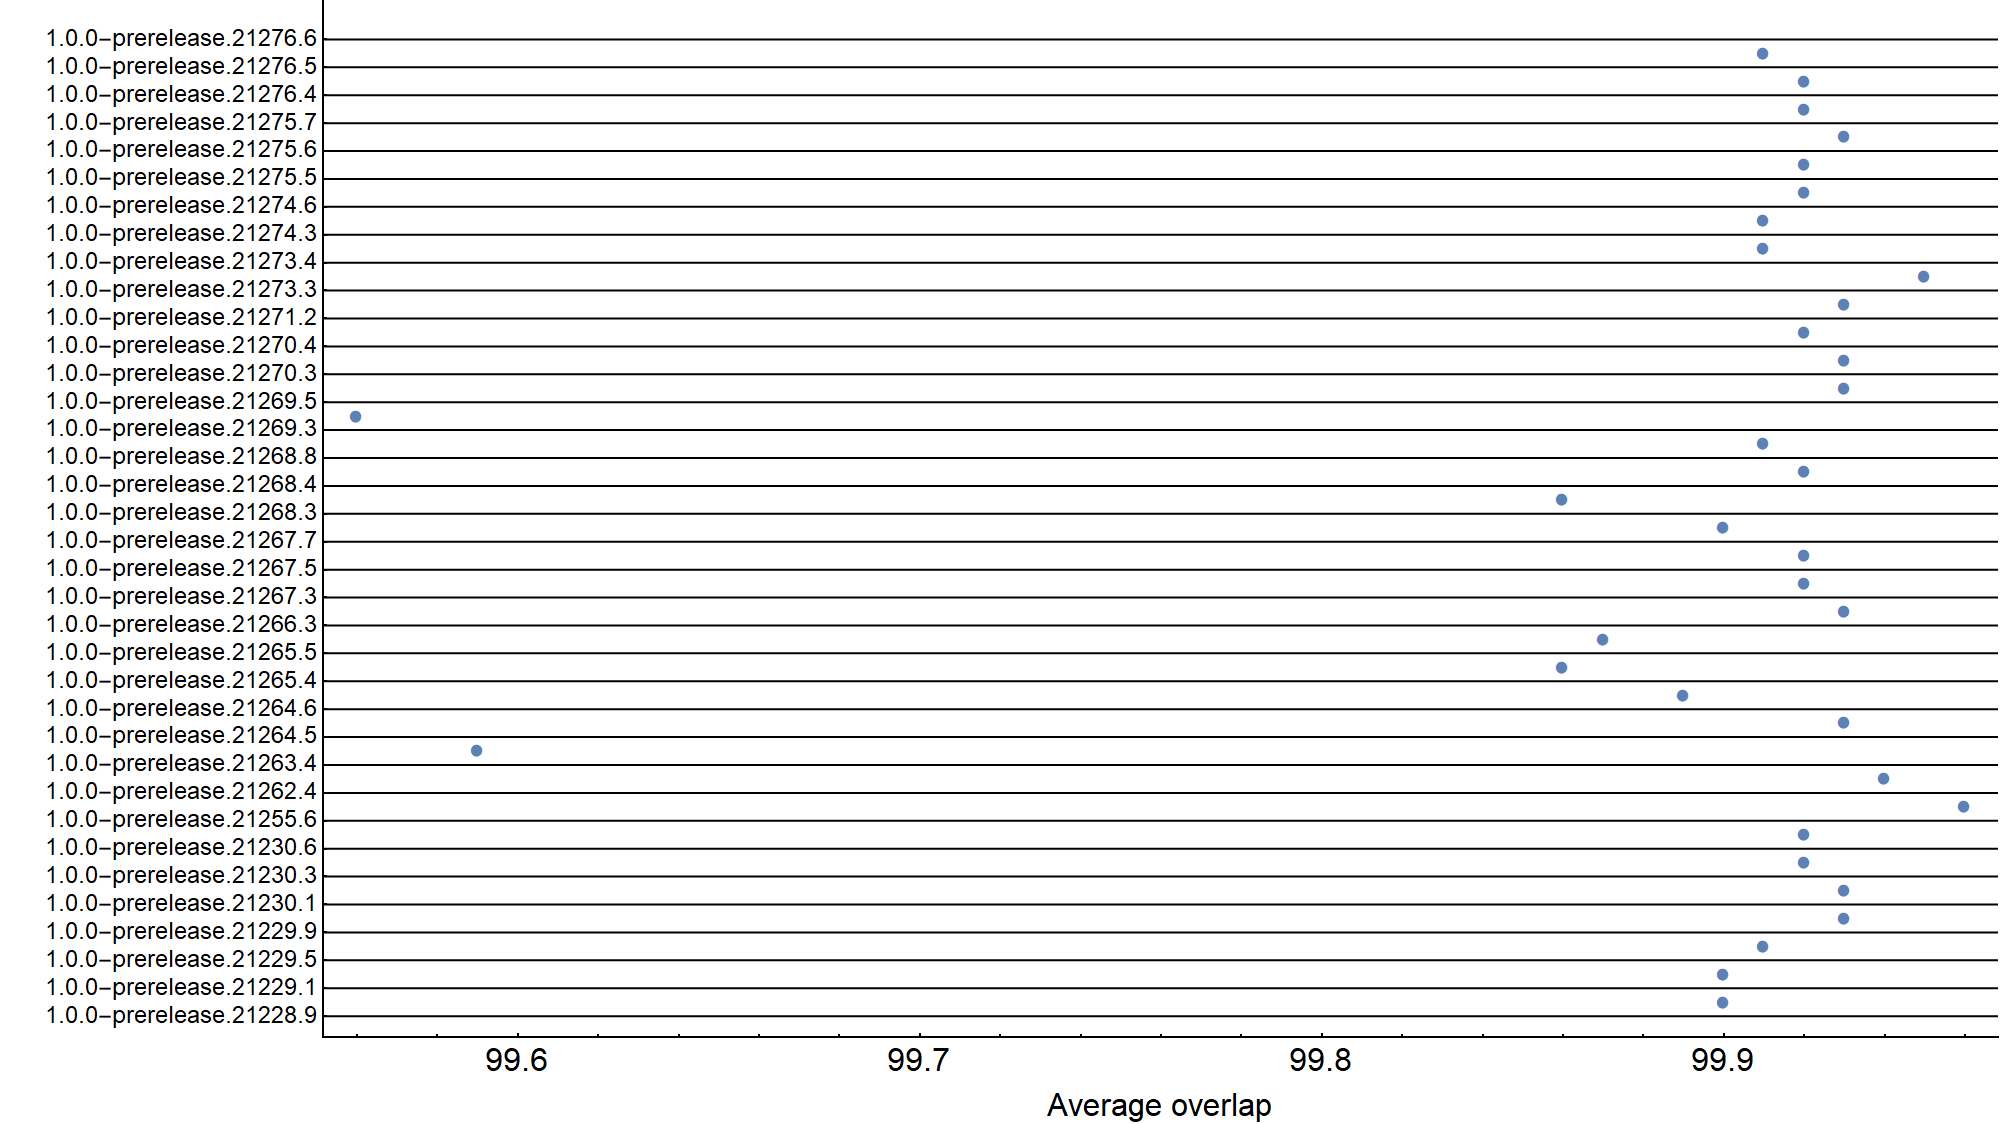 1.0.0−prerelease.21276.6
1.0.0−prerelease.21276.5
1.0.0−prerelease.21276.4
1.0.0−prerelease.21275.7
1.0.0−prerelease.21275.6
1.0.0−prerelease.21275.5
1.0.0−prerelease.21274.6
1.0.0−prerelease.21274.3
1.0.0−prerelease.21273.4
1.0.0−prerelease.21273.3
1.0.0−prerelease.21271.2
1.0.0−prerelease.21270.4
1.0.0−prerelease.21270.3
1.0.0−prerelease.21269.5
1.0.0−prerelease.21269.3
1.0.0−prerelease.21268.8
1.0.0−prerelease.21268.4
1.0.0−prerelease.21268.3
1.0.0−prerelease.21267.7
1.0.0−prerelease.21267.5
1.0.0−prerelease.21267.3
1.0.0−prerelease.21266.3
1.0.0−prerelease.21265.5
1.0.0−prerelease.21265.4
1.0.0−prerelease.21264.6
1.0.0−prerelease.21264.5
1.0.0−prerelease.21263.4
1.0.0−prerelease.21262.4
1.0.0−prerelease.21255.6
1.0.0−prerelease.21230.6
1.0.0−prerelease.21230.3
1.0.0−prerelease.21230.1
1.0.0−prerelease.21229.9
1.0.0−prerelease.21229.5
1.0.0−prerelease.21229.1
1.0.0−prerelease.21228.9
99.6 99.7 99.8 99.9
Average overlap